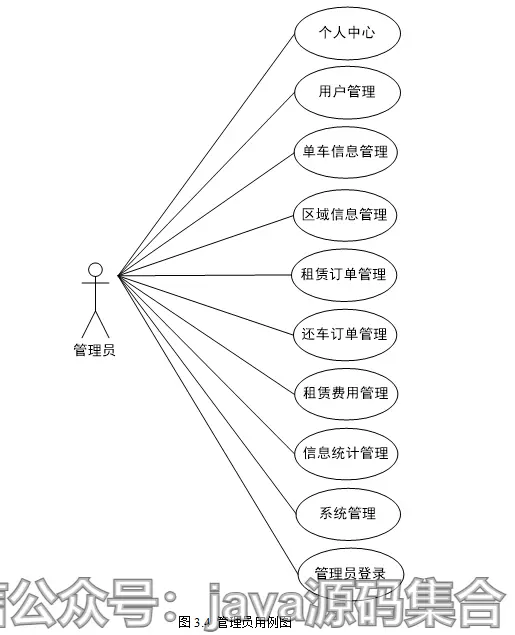 个人中心
用户管理
单车信息管理
区域信息管理
租赁订单管理
管理员
还车订单管理
租赁费用管理
信息统计管理
系统管理
管理员登录
公众号：java源码集合
图 3.4 管理员用例图